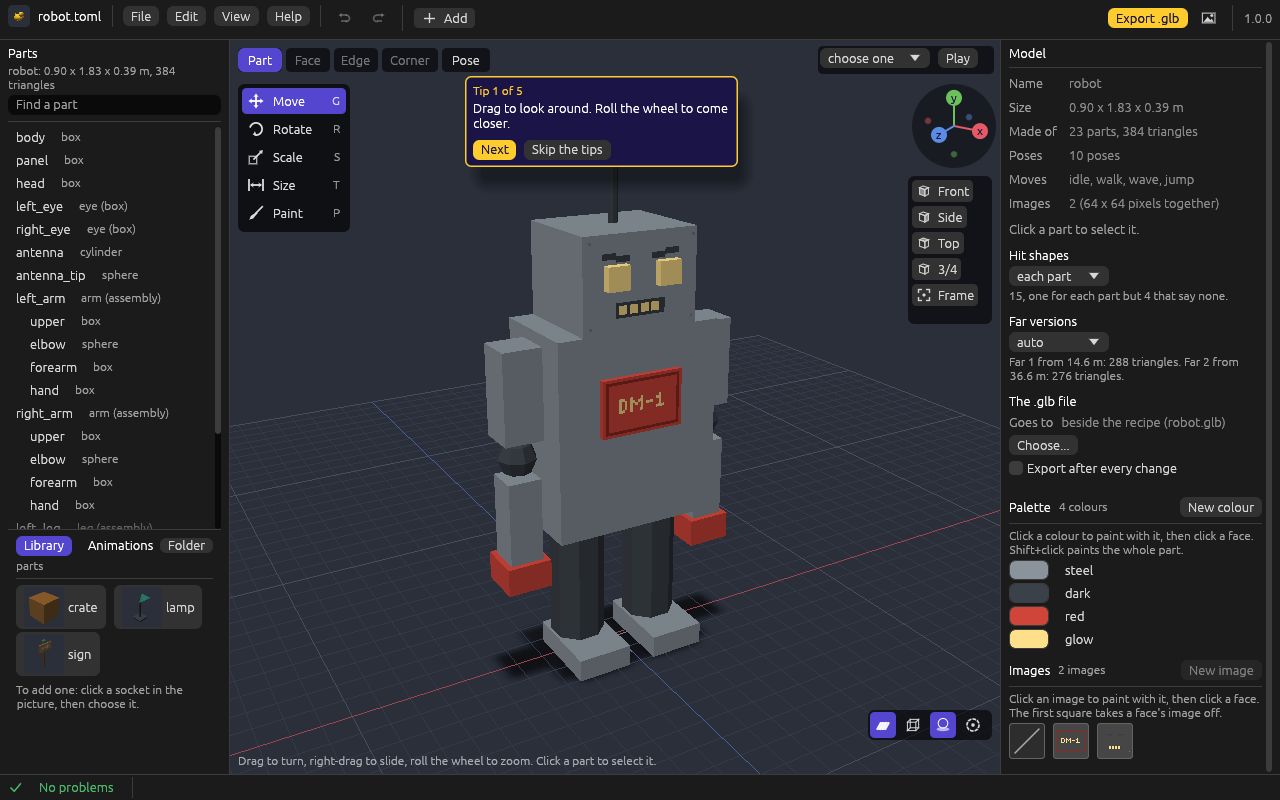 robot.toml
File
Edit
View
Help
Add
Export .glb
1.0.0
Parts
robot: 0.90 x 1.83 x 0.39 m, 384
triangles
Find a part
body box
panel box
head box
left_eye eye (box)
right_eye eye (box)
antenna cylinder
antenna_tip sphere
left_arm arm (assembly)
upper box
elbow sphere
forearm box
hand box
right_arm arm (assembly)
upper box
elbow sphere
forearm box
hand box
left_leg leg (assembly)
Library
Animations
Folder
parts
crate
lamp
sign
To add one: click a socket in the
picture, then choose it.
Part
Face
Edge
Corner
Pose
Move G
Rotate R
Scale S
Size T
Paint P
Tip 1 of 5
Drag to look around. Roll the wheel to come
closer.
Next
Skip the tips
choose one
Play
y
x
z
Front
Side
Top
3/4
Frame
DM-1
Drag to turn, right-drag to slide, roll the wheel to zoom. Click a part to select it.
Model
Name robot
Size 0.90 x 1.83 x 0.39 m
Made of 23 parts, 384 triangles
Poses 10 poses
Moves idle, walk, wave, jump
Images 2 (64 x 64 pixels together)
Click a part to select it.
Hit shapes
each part
15, one for each part but 4 that say none.
Far versions
auto
Far 1 from 14.6 m: 288 triangles. Far 2 from
36.6 m: 276 triangles.
The .glb file
Goes to beside the recipe (robot.glb)
Choose...
Export after every change
Palette 4 colours
New colour
Click a colour to paint with it, then click a face.
Shift+click paints the whole part.
steel
dark
red
glow
Images 2 images
New image
Click an image to paint with it, then click a face.
The first square takes a face's image off.
DM-1
No problems